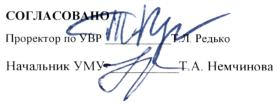 СОГЛАСОВАНО
Проректор по УВР Т.Л. Редько
Начальник УМУ Т.А. Немчинова